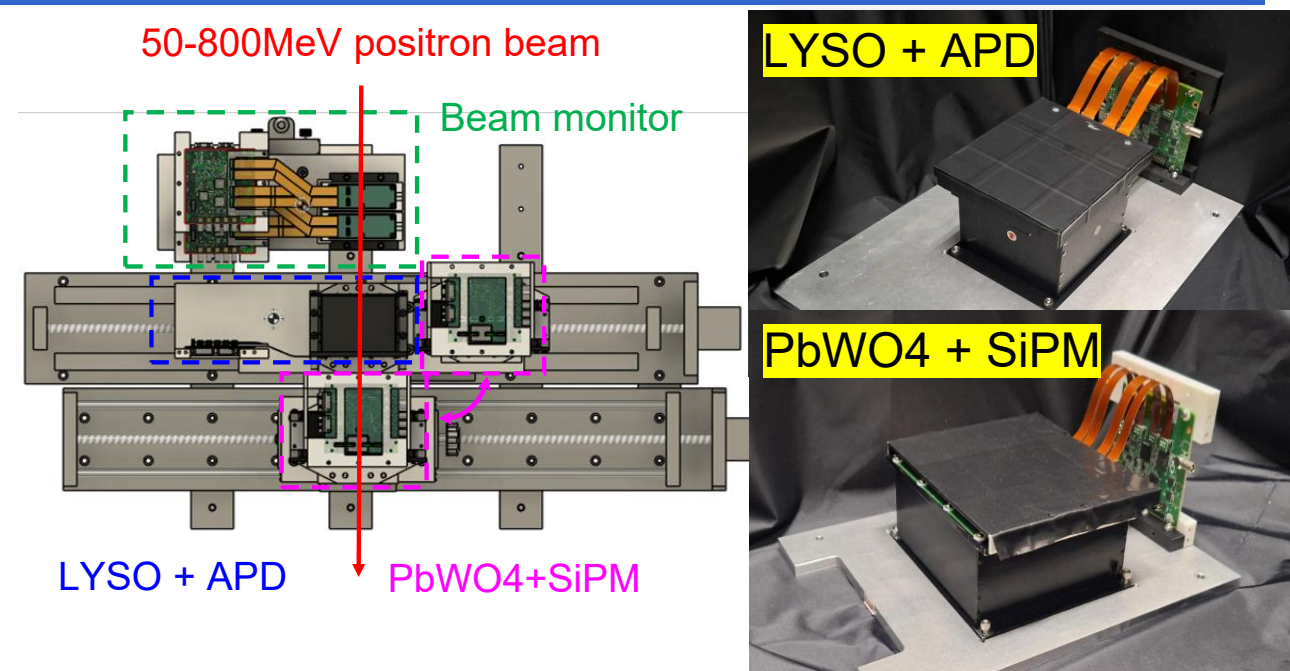 50-800MeV positron beam
Beam monitor
LYSO + APD
PbWO4+SiPM
LYSO + APD
PbWO4 + SiPM